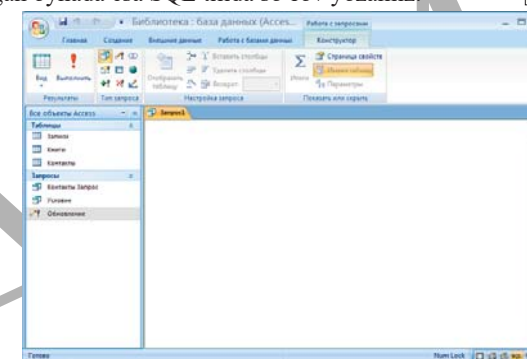 Библиотека : база данных (Acces...
Работа с запросами
Главная Создание Внешние данные Работа с базами данных Конструктор
Вид Выполнить
Отобразить таблицу
Вставить столбцы
Удалить столбцы
Возврат:
Итоги
Страница свойств
Имена таблиц
Параметры
Результаты Тип запроса Настройка запроса Показать или скрыть
Все объекты Access
Запрос1
Таблицы
Записи
Книги
Контакты
Запросы
Контакты Запрос
Условие
Обновление
Готово
Num Lock